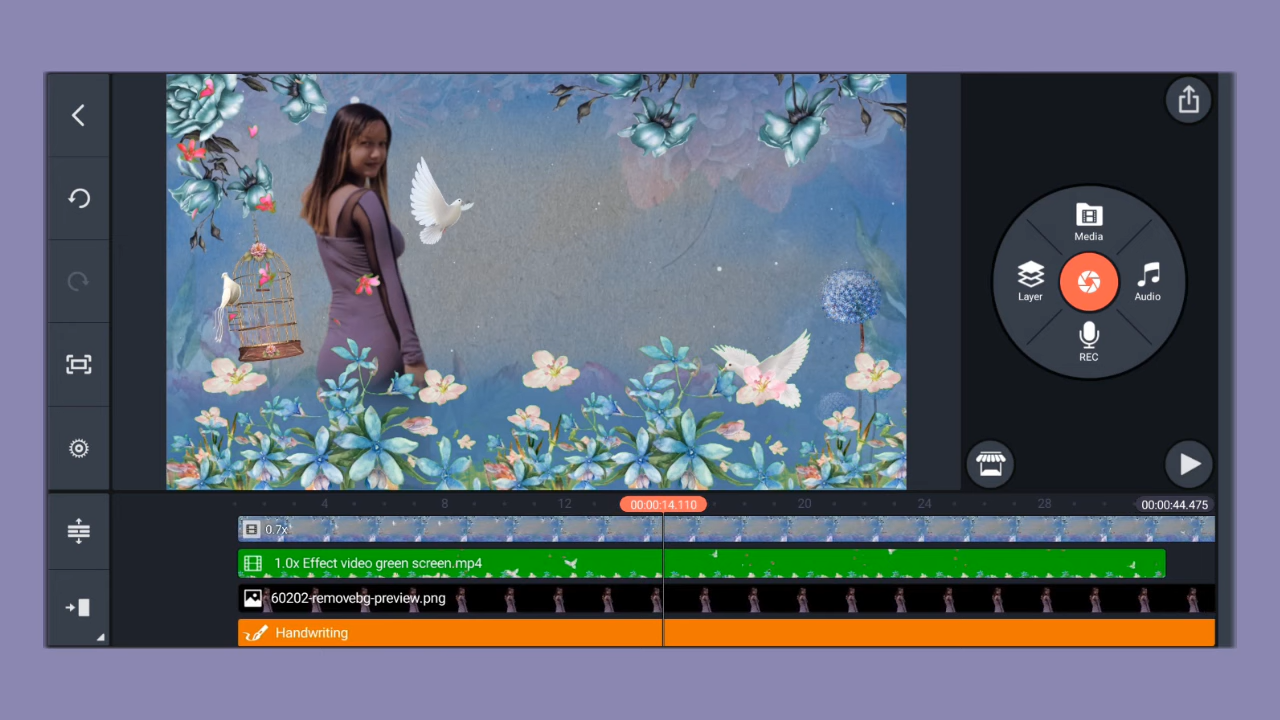 Media
Layer
Audio
REC
4
8
12
00:00:14.110
20
24
28
00:00:44.475
0.7x
1.0x Effect video green screen.mp4
60202-removebg-preview.png
Handwriting